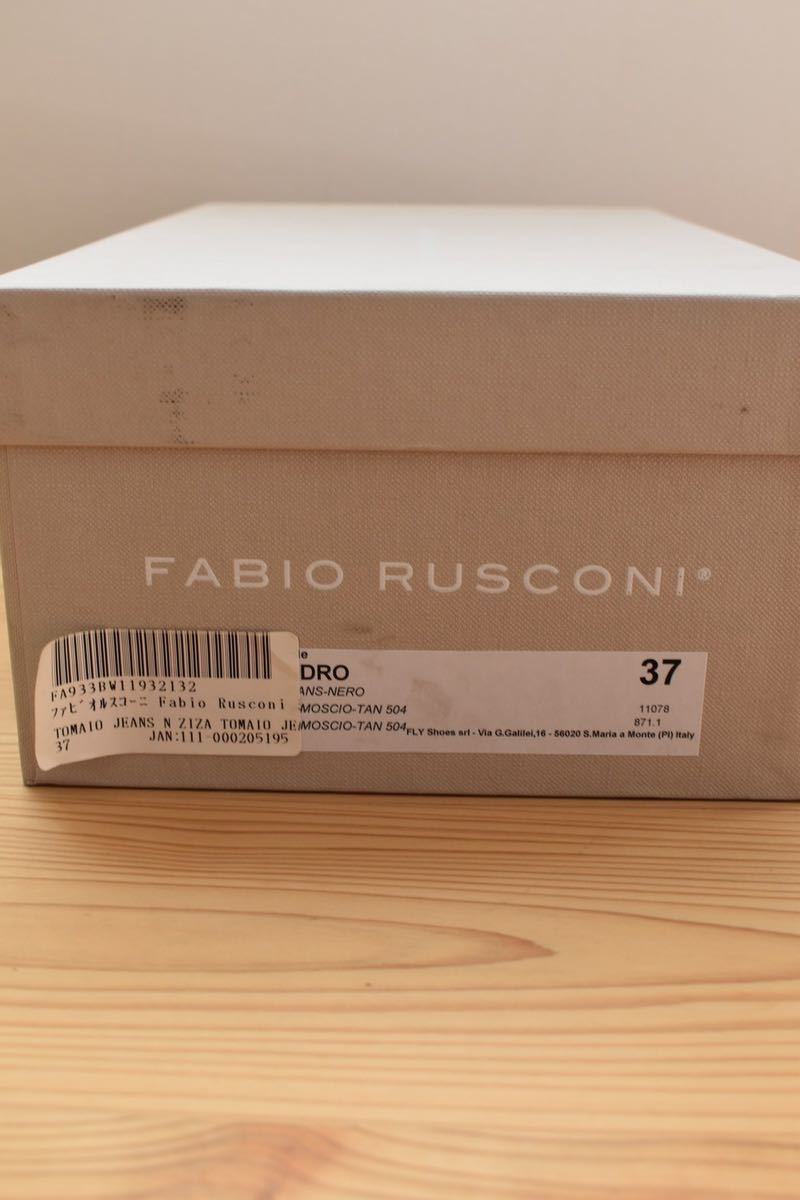 FABIO RUSCONI®
FA933BW11932132
ファビオルスコーニ Fabio Rusconi
TOMAIO JEANS N ZIZA TOMAIO JE
37 JAN:111-000205195
e
DRO 37
ANS-NERO
MOSCIO-TAN 504 11078
MOSCIO-TAN 504 871.1
FLY Shoes srl - Via G.Galilei,16 - 56020 S.Maria a Monte (PI) Italy